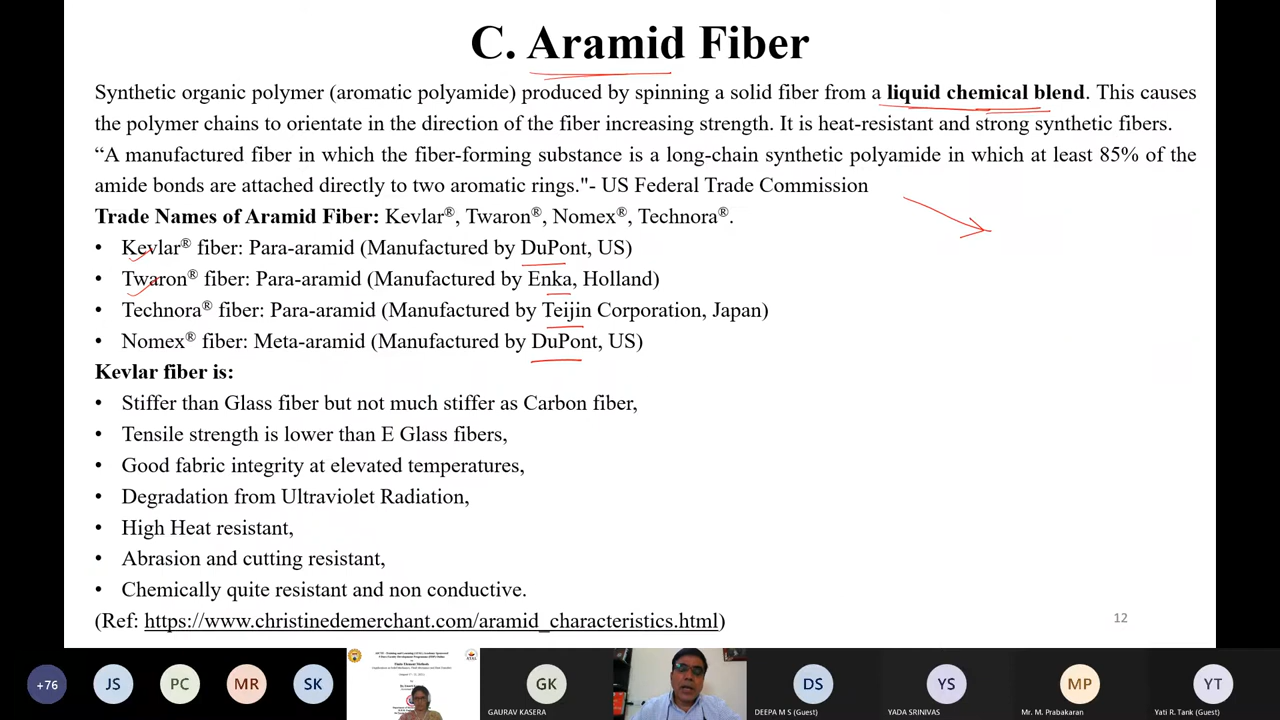 C. Aramid Fiber
Synthetic organic polymer (aromatic polyamide) produced by spinning a solid fiber from a liquid chemical blend. This causes
the polymer chains to orientate in the direction of the fiber increasing strength. It is heat-resistant and strong synthetic fibers.
“A manufactured fiber in which the fiber-forming substance is a long-chain synthetic polyamide in which at least 85% of the
amide bonds are attached directly to two aromatic rings."- US Federal Trade Commission
Trade Names of Aramid Fiber: Kevlar®, Twaron®, Nomex®, Technora®.
• Kevlar® fiber: Para-aramid (Manufactured by DuPont, US)
• Twaron® fiber: Para-aramid (Manufactured by Enka, Holland)
• Technora® fiber: Para-aramid (Manufactured by Teijin Corporation, Japan)
• Nomex® fiber: Meta-aramid (Manufactured by DuPont, US)
Kevlar fiber is:
• Stiffer than Glass fiber but not much stiffer as Carbon fiber,
• Tensile strength is lower than E Glass fibers,
• Good fabric integrity at elevated temperatures,
• Degradation from Ultraviolet Radiation,
• High Heat resistant,
• Abrasion and cutting resistant,
• Chemically quite resistant and non conductive.
(Ref: https://www.christinedemerchant.com/aramid_characteristics.html)
12
+76 JS PC MR SK GK DS YS MP YT
GAURAV KASERA DEEPA M S (Guest) YADA SRINIVAS Mr. M. Prabakaran Yati R. Tank (Guest)